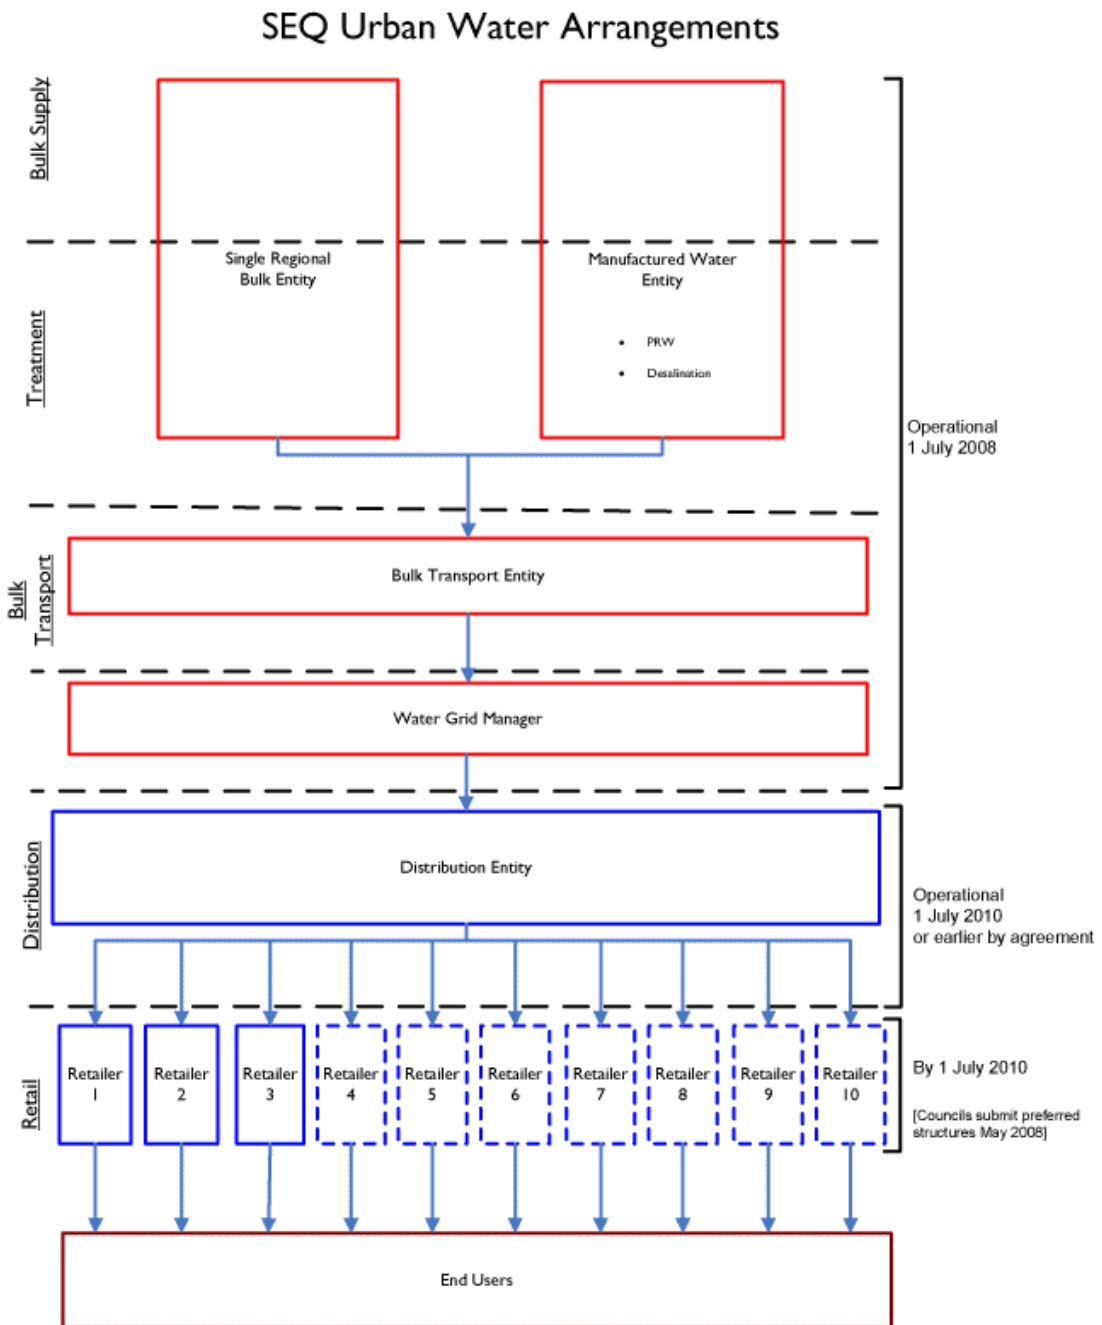 SEQ Urban Water Arrangements
Bulk Supply
Single Regional
Bulk Entity
Manufactured Water
Entity
• PRW
• Desalination
Treatment
Operational
1 July 2008
Bulk
Transport
Bulk Transport Entity
Water Grid Manager
Distribution
Distribution Entity
Operational
1 July 2010
or earlier by agreement
Retail
Retailer
1
Retailer
2
Retailer
3
Retailer
4
Retailer
5
Retailer
6
Retailer
7
Retailer
8
Retailer
9
Retailer
10
By 1 July 2010
[Councils submit preferred
structures May 2008]
End Users